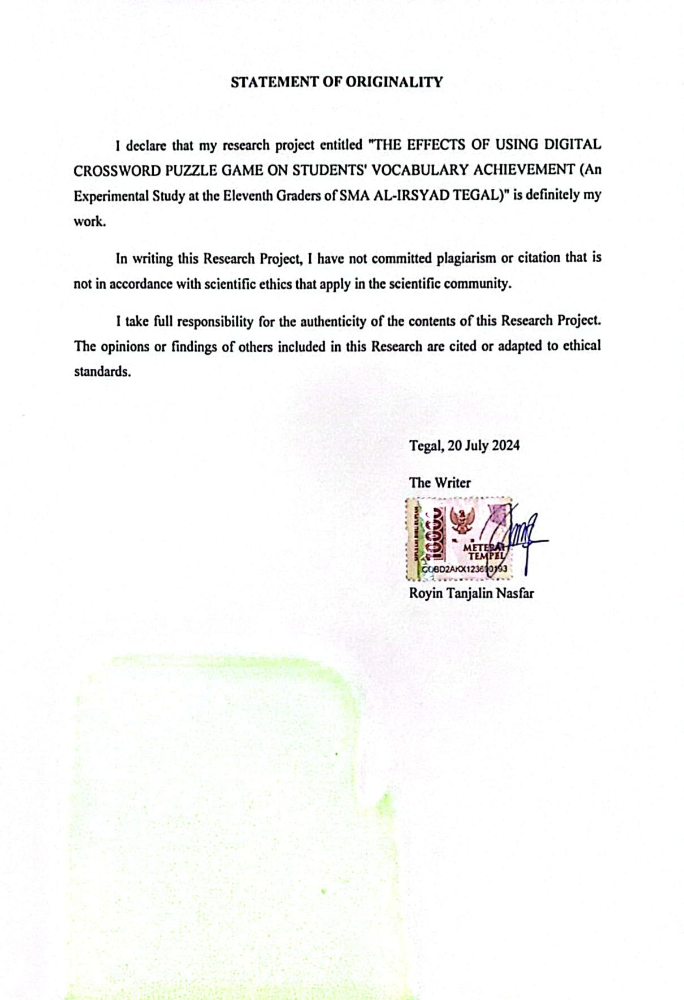 STATEMENT OF ORIGINALITY
I declare that my research project entitled "THE EFFECTS OF USING DIGITAL
CROSSWORD PUZZLE GAME ON STUDENTS' VOCABULARY ACHIEVEMENT (An
Experimental Study at the Eleventh Graders of SMA AL-IRSYAD TEGAL)" is definitely my
work.
In writing this Research Project, I have not committed plagiarism or citation that is
not in accordance with scientific ethics that apply in the scientific community.
I take full responsibility for the authenticity of the contents of this Research Project.
The opinions or findings of others included in this Research are cited or adapted to ethical
standards.
Tegal, 20 July 2024
The Writer
10000
METERAI
TEMPEL
Royin Tanjalin Nasfar